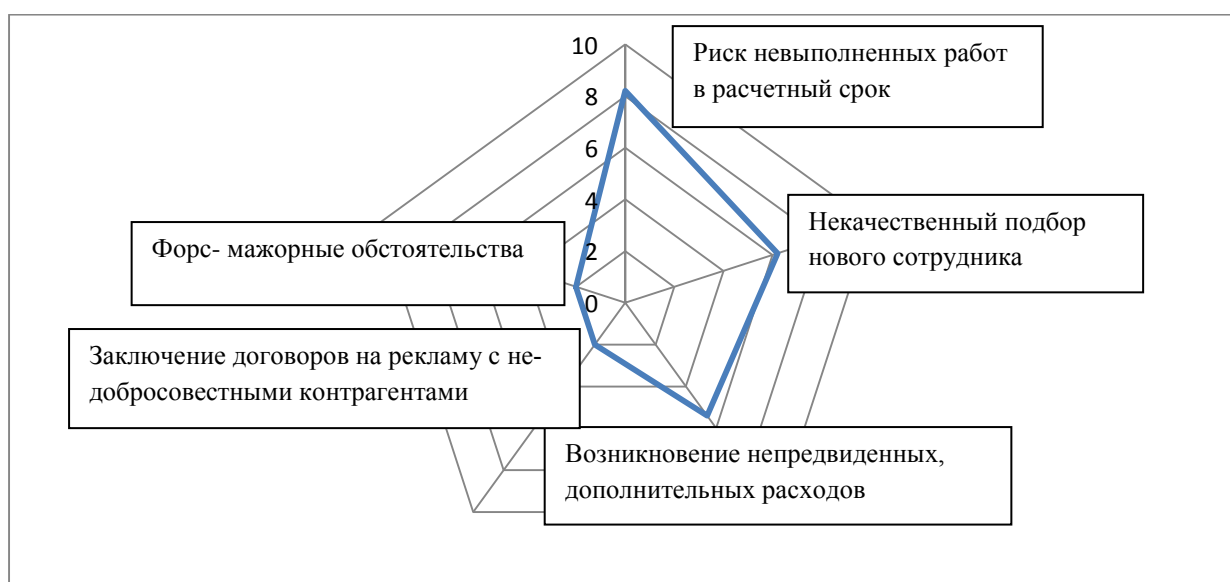 10
Риск невыполненных работ
в расчетный срок
8
6
4
Некачественный подбор
нового сотрудника
Форс- мажорные обстоятельства
2
0
Заключение договоров на рекламу с не-
добросовестными контрагентами
Возникновение непредвиденных,
дополнительных расходов